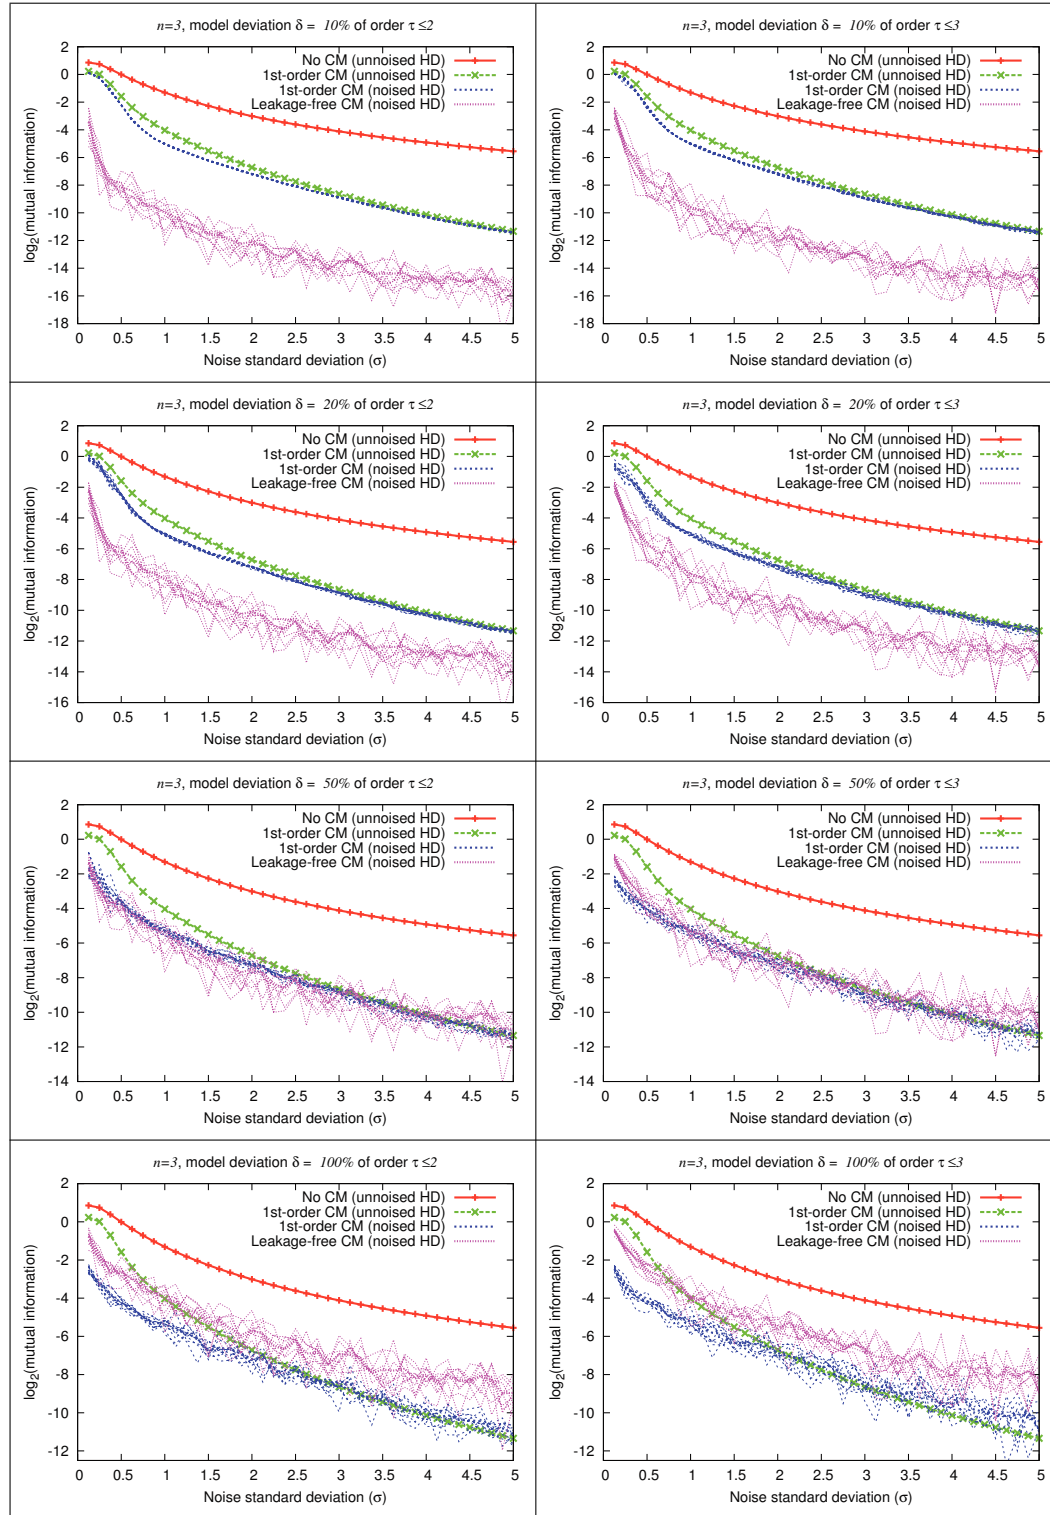 n=3, model deviation δ = 10% of order τ≤2
No CM (unnoised HD)
1st-order CM (unnoised HD)
1st-order CM (noised HD)
Leakage-free CM (noised HD)
log2(mutual information)
2
0
-2
-4
-6
-8
-10
-12
-14
-16
-18
0 0.5 1 1.5 2 2.5 3 3.5 4 4.5 5
Noise standard deviation (σ)
n=3, model deviation δ = 10% of order τ≤3
No CM (unnoised HD)
1st-order CM (unnoised HD)
1st-order CM (noised HD)
Leakage-free CM (noised HD)
log2(mutual information)
2
0
-2
-4
-6
-8
-10
-12
-14
-16
-18
0 0.5 1 1.5 2 2.5 3 3.5 4 4.5 5
Noise standard deviation (σ)
n=3, model deviation δ = 20% of order τ≤2
No CM (unnoised HD)
1st-order CM (unnoised HD)
1st-order CM (noised HD)
Leakage-free CM (noised HD)
log2(mutual information)
2
0
-2
-4
-6
-8
-10
-12
-14
-16
0 0.5 1 1.5 2 2.5 3 3.5 4 4.5 5
Noise standard deviation (σ)
n=3, model deviation δ = 20% of order τ≤3
No CM (unnoised HD)
1st-order CM (unnoised HD)
1st-order CM (noised HD)
Leakage-free CM (noised HD)
log2(mutual information)
2
0
-2
-4
-6
-8
-10
-12
-14
-16
0 0.5 1 1.5 2 2.5 3 3.5 4 4.5 5
Noise standard deviation (σ)
n=3, model deviation δ = 50% of order τ≤2
No CM (unnoised HD)
1st-order CM (unnoised HD)
1st-order CM (noised HD)
Leakage-free CM (noised HD)
log2(mutual information)
2
0
-2
-4
-6
-8
-10
-12
-14
0 0.5 1 1.5 2 2.5 3 3.5 4 4.5 5
Noise standard deviation (σ)
n=3, model deviation δ = 50% of order τ≤3
No CM (unnoised HD)
1st-order CM (unnoised HD)
1st-order CM (noised HD)
Leakage-free CM (noised HD)
log2(mutual information)
2
0
-2
-4
-6
-8
-10
-12
-14
0 0.5 1 1.5 2 2.5 3 3.5 4 4.5 5
Noise standard deviation (σ)
n=3, model deviation δ = 100% of order τ≤2
No CM (unnoised HD)
1st-order CM (unnoised HD)
1st-order CM (noised HD)
Leakage-free CM (noised HD)
log2(mutual information)
2
0
-2
-4
-6
-8
-10
-12
0 0.5 1 1.5 2 2.5 3 3.5 4 4.5 5
Noise standard deviation (σ)
n=3, model deviation δ = 100% of order τ≤3
No CM (unnoised HD)
1st-order CM (unnoised HD)
1st-order CM (noised HD)
Leakage-free CM (noised HD)
log2(mutual information)
2
0
-2
-4
-6
-8
-10
-12
0 0.5 1 1.5 2 2.5 3 3.5 4 4.5 5
Noise standard deviation (σ)